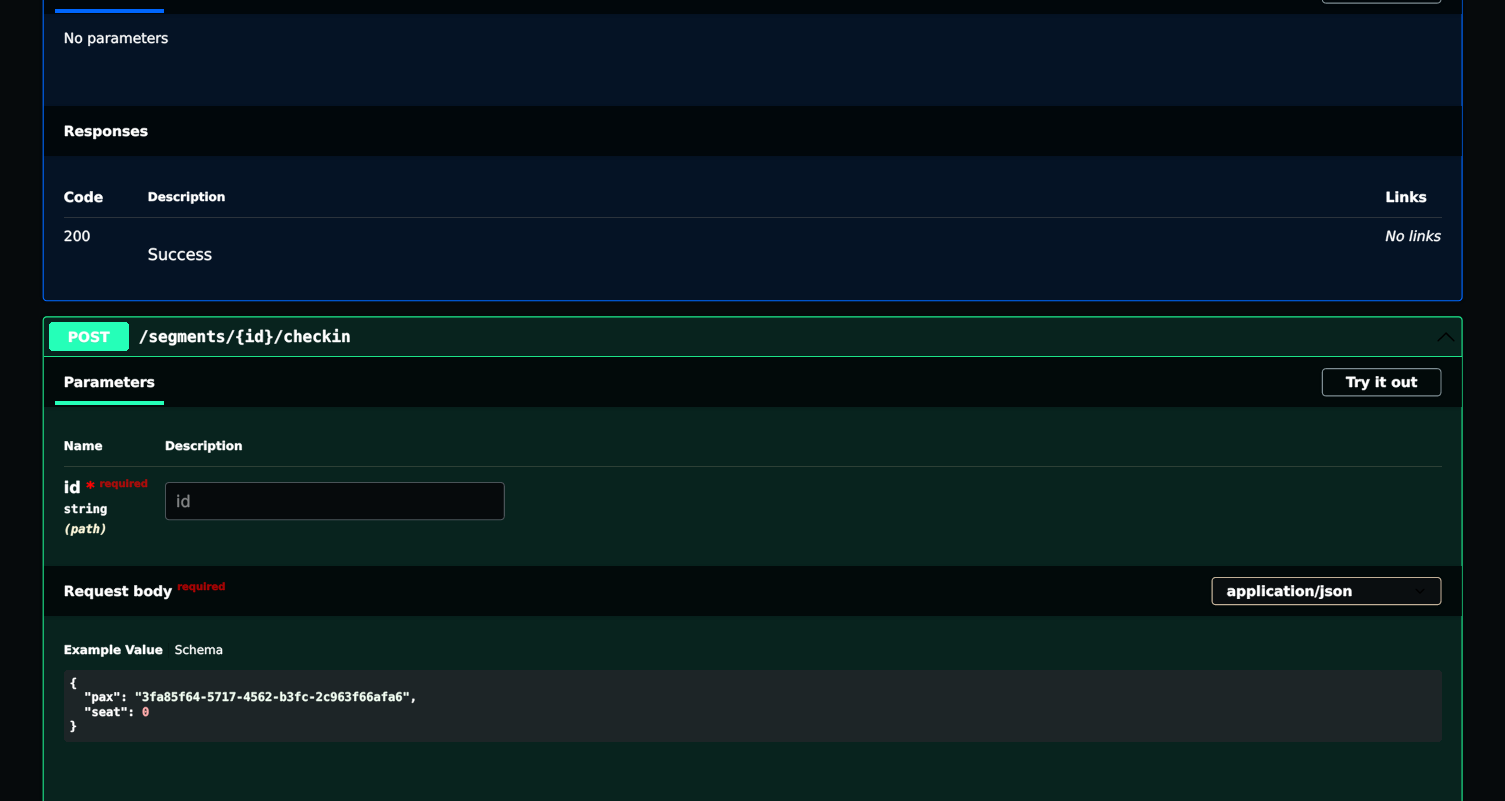 No parameters
Responses
Code Description Links
200 Success No links
POST /segments/{id}/checkin
Parameters Try it out
Name Description
id * required id
string
(path)
Request body required application/json
Example Value Schema
{
  "pax": "3fa85f64-5717-4562-b3fc-2c963f66afa6",
  "seat": 0
}